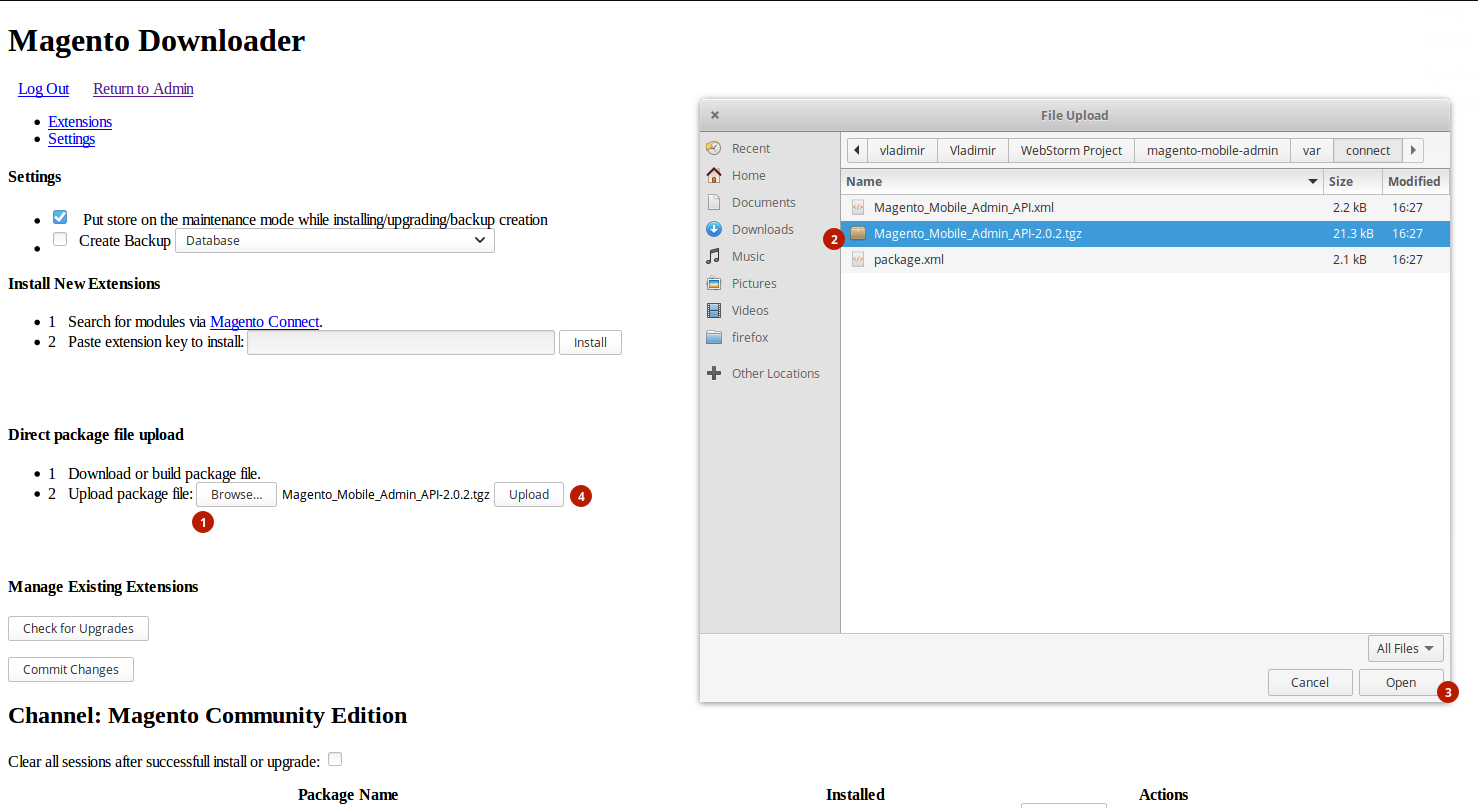 Magento Downloader
Log Out Return to Admin
Extensions
Settings
Settings
Put store on the maintenance mode while installing/upgrading/backup creation
Create Backup Database
Install New Extensions
1 Search for modules via Magento Connect.
2 Paste extension key to install: Install
Direct package file upload
1 Download or build package file.
2 Upload package file: Browse... Magento_Mobile_Admin_API-2.0.2.tgz Upload 4
1
Manage Existing Extensions
Check for Upgrades
Commit Changes
Channel: Magento Community Edition
Clear all sessions after successfull install or upgrade:
Package Name Installed Actions
File Upload
Recent
Home
Documents
Downloads
Music
Pictures
Videos
firefox
Other Locations
vladimir Vladimir WebStorm Project magento-mobile-admin var connect
Name Size Modified
Magento_Mobile_Admin_API.xml 2.2 kB 16:27
2 Magento_Mobile_Admin_API-2.0.2.tgz 21.3 kB 16:27
package.xml 2.1 kB 16:27
All Files
Cancel Open 3